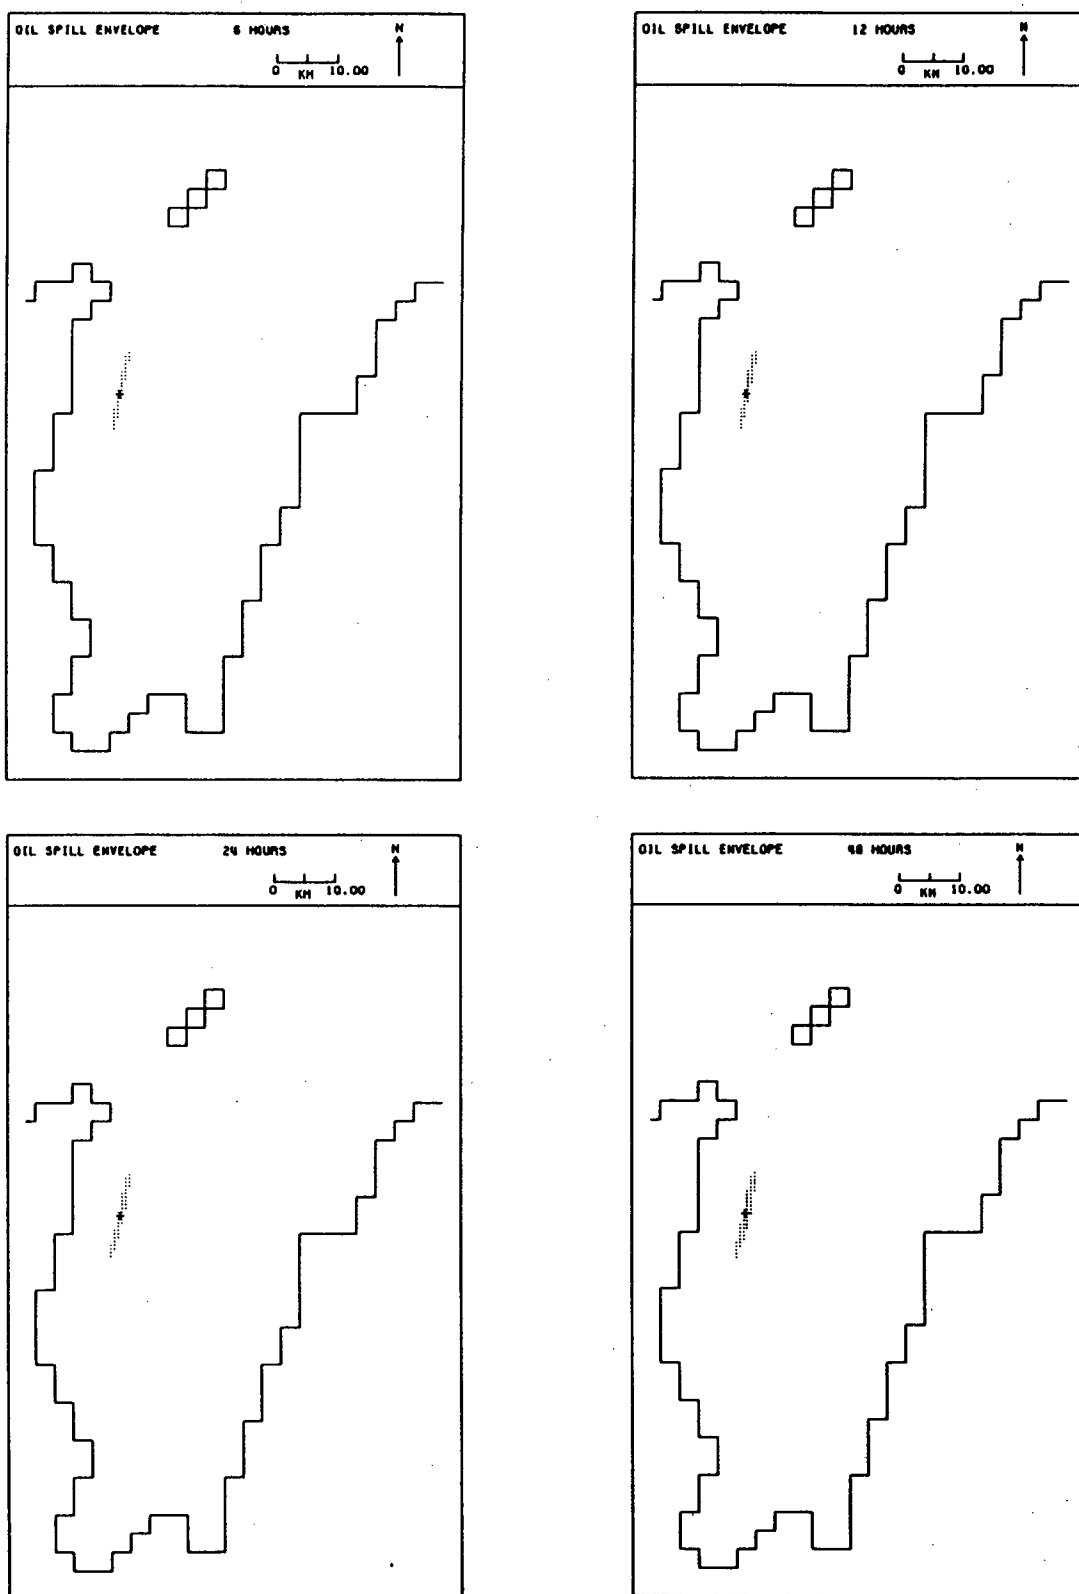 OIL SPILL ENVELOPE 6 HOURS N
0 KM 10.00
OIL SPILL ENVELOPE 12 HOURS N
0 KM 10.00
OIL SPILL ENVELOPE 24 HOURS N
0 KM 10.00
OIL SPILL ENVELOPE 48 HOURS N
0 KM 10.00